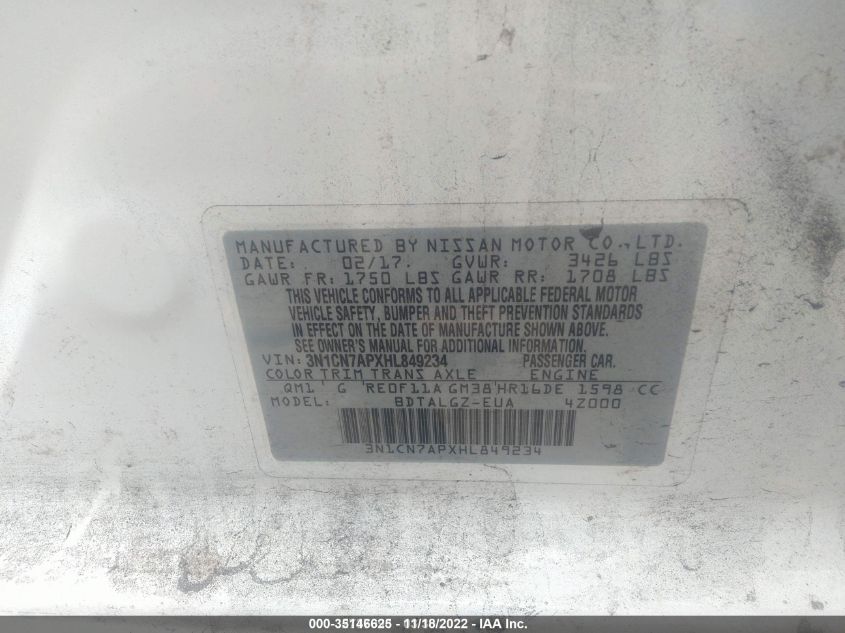 MANUFACTURED BY NISSAN MOTOR CO., LTD.
DATE: 02/17. GVWR: 3426 LBS
GAWR FR: 1750 LBS GAWR RR: 1708 LBS
THIS VEHICLE CONFORMS TO ALL APPLICABLE FEDERAL MOTOR
VEHICLE SAFETY, BUMPER AND THEFT PREVENTION STANDARDS
IN EFFECT ON THE DATE OF MANUFACTURE SHOWN ABOVE.
SEE OWNER'S MANUAL FOR ADDITIONAL INFORMATION
VIN: 3N1CN7APXHL849234 PASSENGER CAR.
COLOR TRIM TRANS AXLE ENGINE
QM1 G RE0F11A GM38 HR16DE 1598 CC
MODEL: BDTALGZ-EUA 4Z000
3N1CN7APXHL849234
000-35146625 - 11/18/2022 - IAAI.com